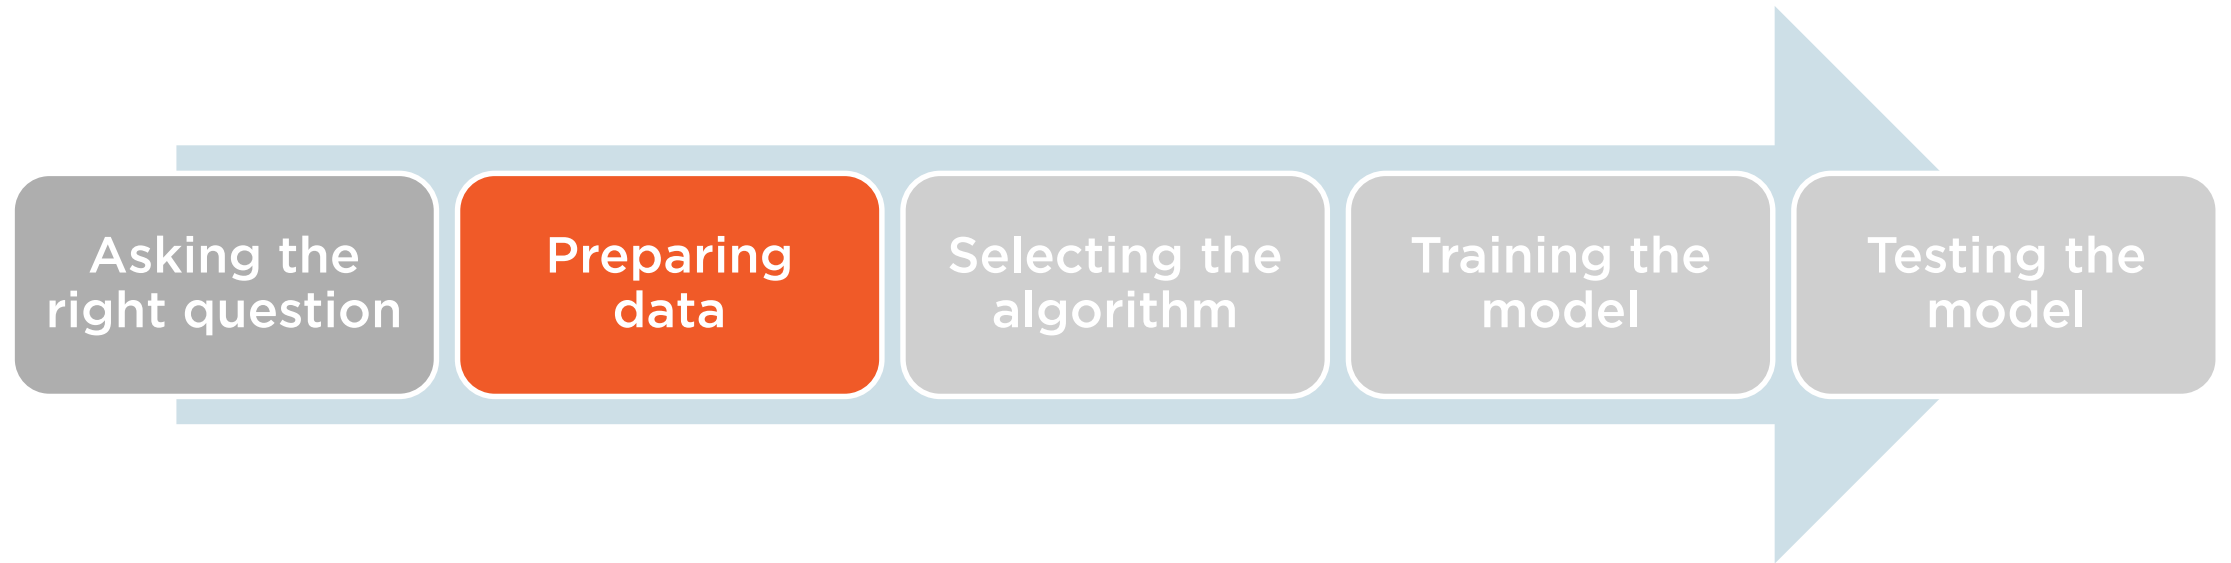 Asking the
right question
Preparing
data
Selecting the
algorithm
Training the
model
Testing the
model